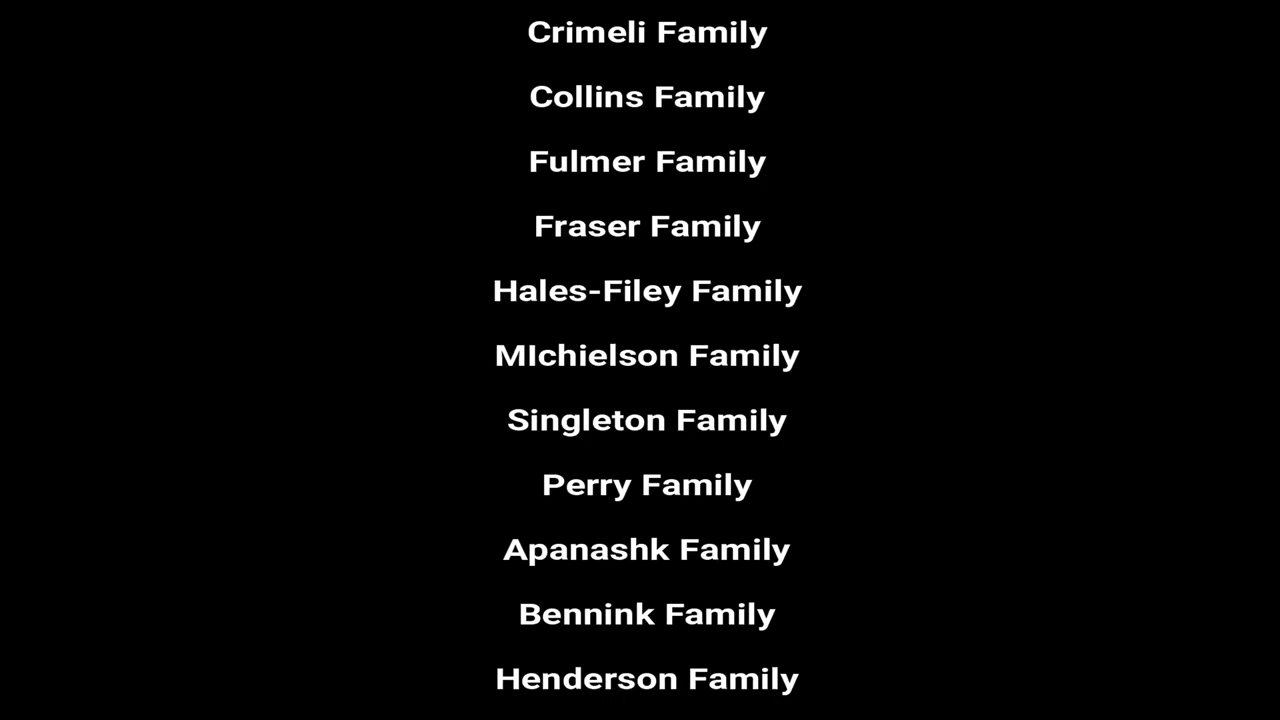 Crimeli Family
Collins Family
Fulmer Family
Fraser Family
Hales-Filey Family
MIchielson Family
Singleton Family
Perry Family
Apanashk Family
Bennink Family
Henderson Family